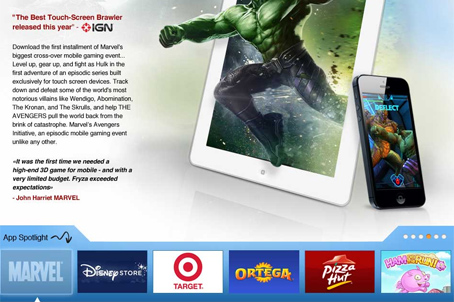 "The Best Touch-Screen Brawler
released this year" - IGN
Download the first installment of Marvel's
biggest cross-over mobile gaming event...
Level up, gear up, and fight as Hulk in the
first adventure of an episodic series built
exclusively for touch screen devices. Track
down and defeat some of the world's most
notorious villains like Wendigo, Abomination,
The Kronan, and The Skrulls, and help THE
AVENGERS pull the world back from the
brink of catastrophe. Marvel's Avengers
Initiative, an episodic mobile gaming event
unlike any other.
«It was the first time we needed a
high-end 3D game for mobile - and with a
very limited budget. Fryza exceeded
expectations»
- John Harriet MARVEL
DEFLECT
App Spotlight
MARVEL
Disney STORE
TARGET.
ORTEGA
Pizza
Hut
HAM on the RUN!